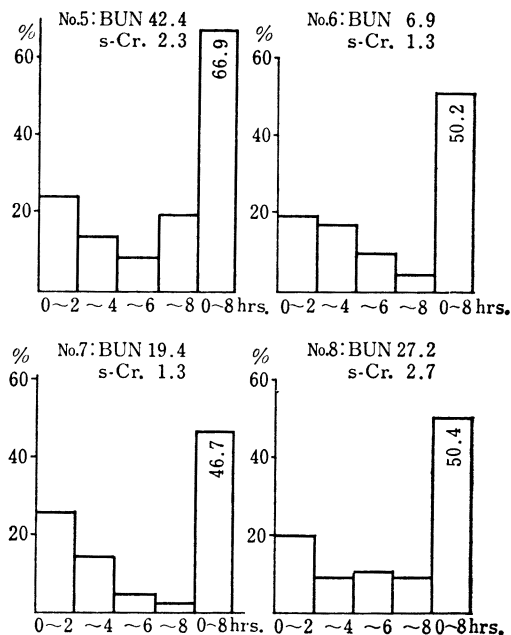 No.5: BUN 42.4
s-Cr. 2.3
%
60
40
20
66.9
0~2 ~4 ~6 ~8 0~8 hrs.
No.6: BUN 6.9
s-Cr. 1.3
%
60
40
20
50.2
0~2 ~4 ~6 ~8 0~8 hrs.
No.7: BUN 19.4
s-Cr. 1.3
%
60
40
20
46.7
0~2 ~4 ~6 ~8 0~8 hrs.
No.8: BUN 27.2
s-Cr. 2.7
%
60
40
20
50.4
0~2 ~4 ~6 ~8 0~8 hrs.